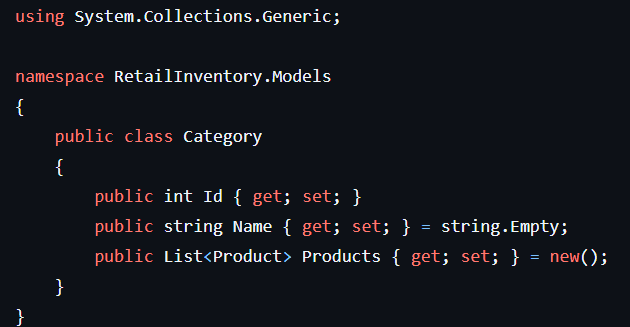 using System.Collections.Generic;

namespace RetailInventory.Models
{
    public class Category
    {
        public int Id { get; set; }
        public string Name { get; set; } = string.Empty;
        public List<Product> Products { get; set; } = new();
    }
}